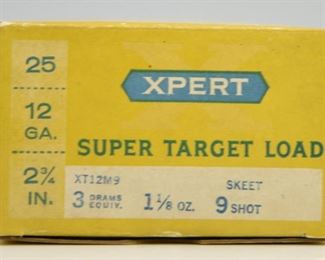 25
XPERT
12
GA.
SUPER TARGET LOAD
2¾
IN.
XT12M9 SKEET
3 DRAMS EQUIV. 1⅛ OZ. 9 SHOT